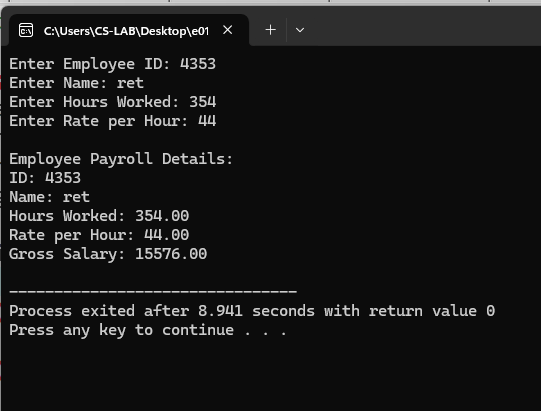 C:\Users\CS-LAB\Desktop\e01
Enter Employee ID: 4353
Enter Name: ret
Enter Hours Worked: 354
Enter Rate per Hour: 44
Employee Payroll Details:
ID: 4353
Name: ret
Hours Worked: 354.00
Rate per Hour: 44.00
Gross Salary: 15576.00
--------------------------------
Process exited after 8.941 seconds with return value 0
Press any key to continue . . .